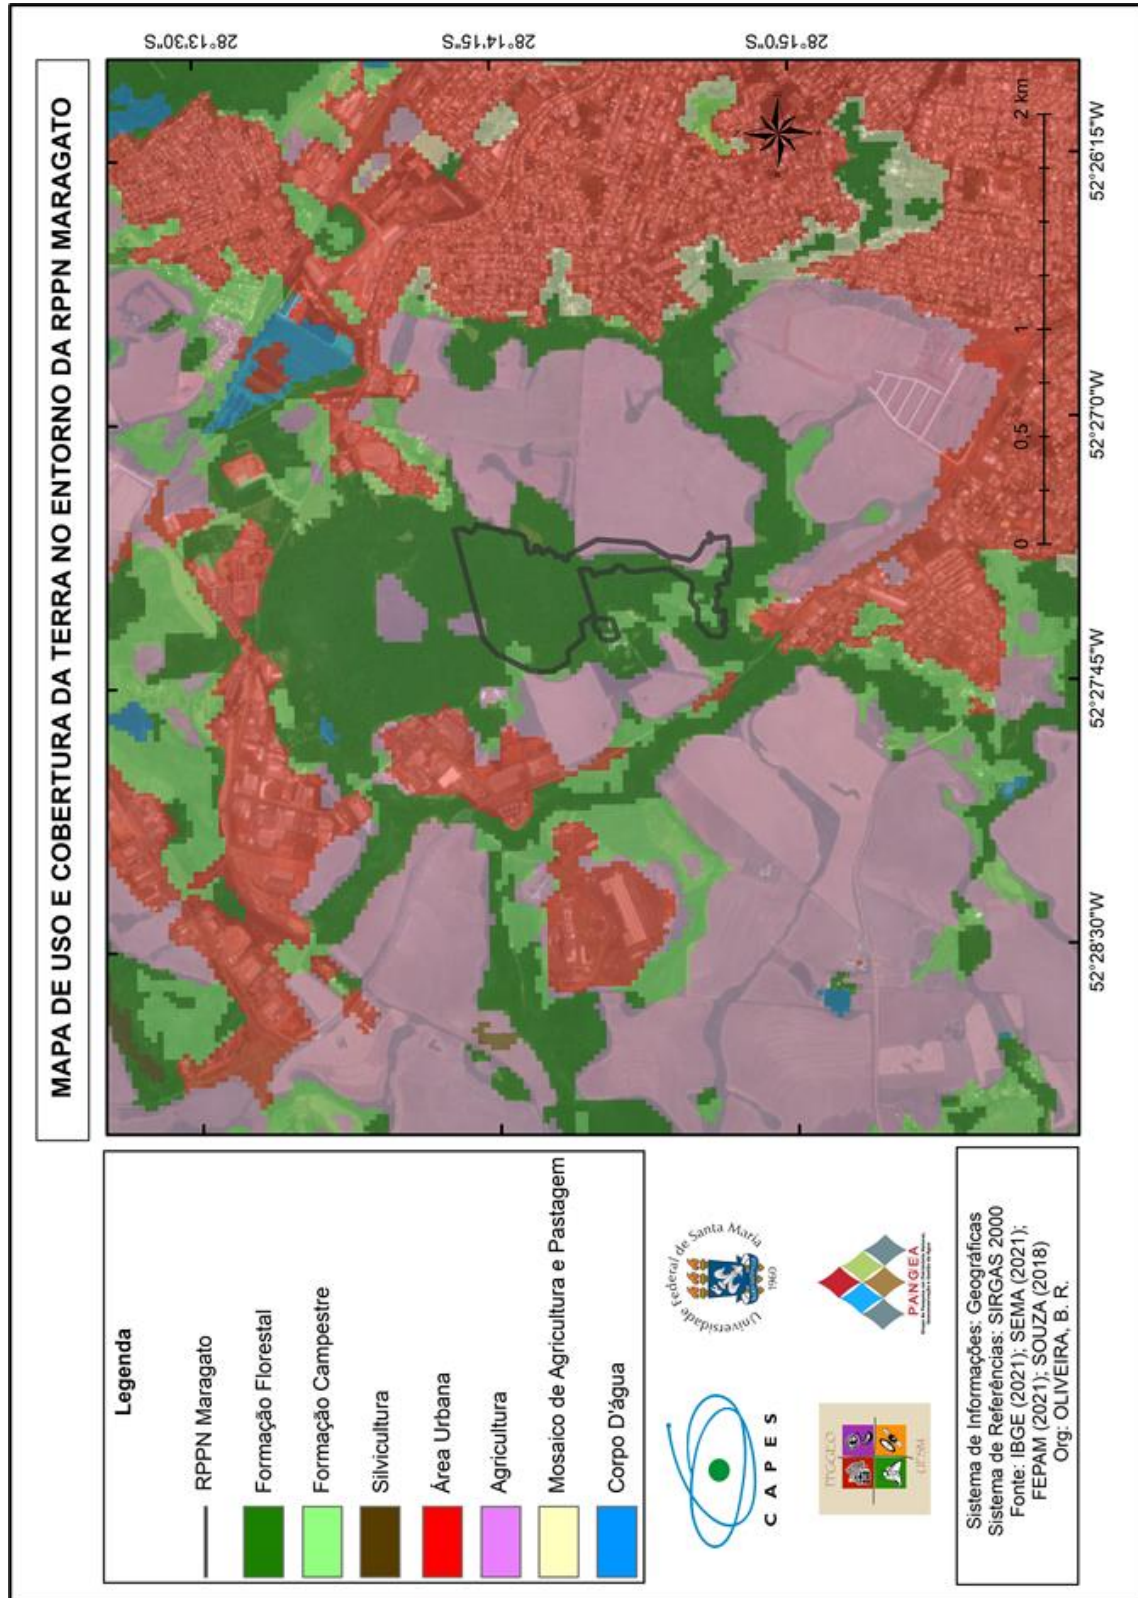 MAPA DE USO E COBERTURA DA TERRA NO ENTORNO DA RPPN MARAGATO
28°13'30"S
28°14'15"S
28°15'0"S
52°28'30"W
52°27'45"W
52°27'0"W
52°26'15"W
0
0,5
1
2 km
Legenda
RPPN Maragato
Formação Florestal
Formação Campestre
Silvicultura
Área Urbana
Agricultura
Mosaico de Agricultura e Pastagem
Corpo D'água
CAPES
Universidade Federal de Santa Maria
1960
PPGGEO
UFSM
PANGEA
Sistema de Informações: Geográficas
Sistema de Referências: SIRGAS 2000
Fonte: IBGE (2021); SEMA (2021);
FEPAM (2021); SOUZA (2018)
Org: OLIVEIRA, B. R.